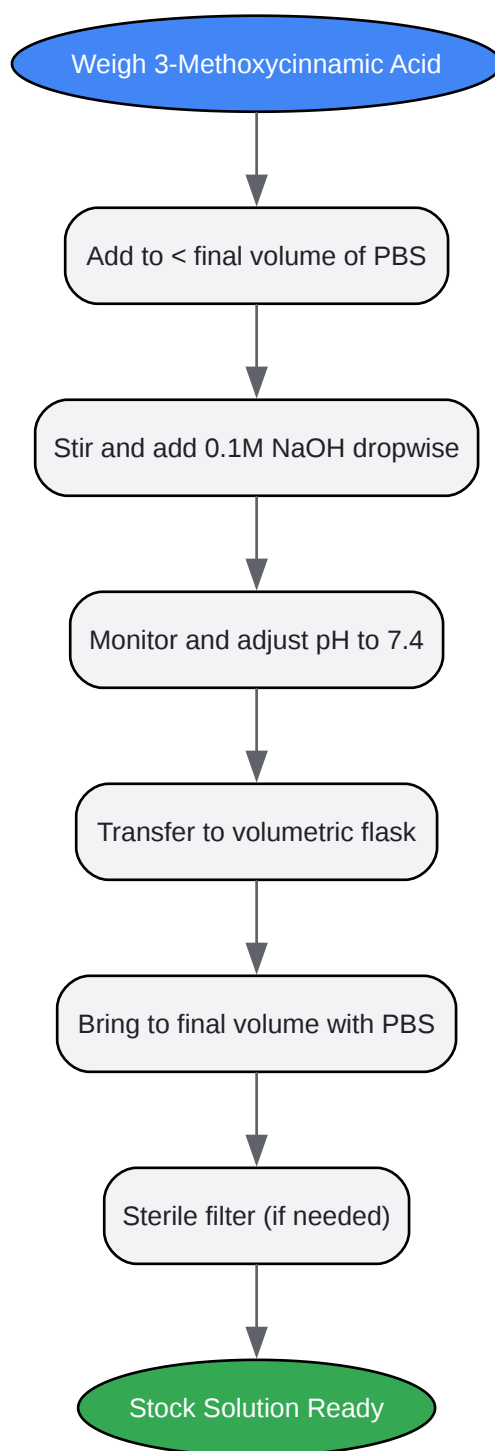 Weigh 3-Methoxycinnamic Acid
Add to < final volume of PBS
Stir and add 0.1M NaOH dropwise
Monitor and adjust pH to 7.4
Transfer to volumetric flask
Bring to final volume with PBS
Sterile filter (if needed)
Stock Solution Ready